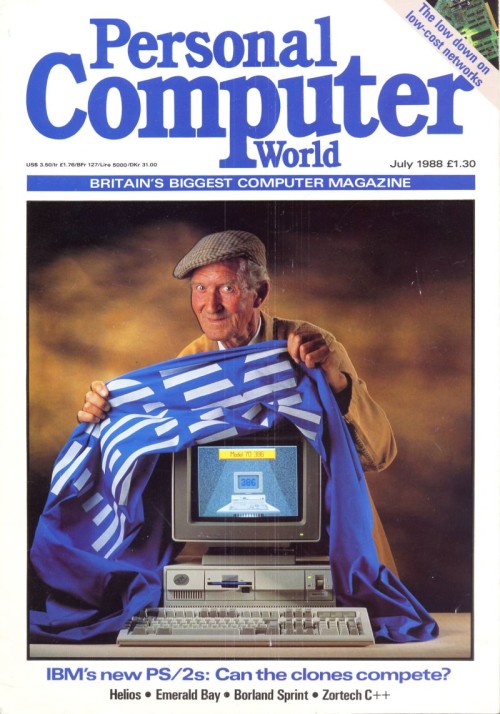 The low down on
low-cost networks
Personal
Computer
World
US$ 3.50/Ir £1.76/BFr 127/Lire 5000/DKr 31.00
July 1988 £1.30
BRITAIN'S BIGGEST COMPUTER MAGAZINE
Make 70 386
386
IBM's new PS/2s: Can the clones compete?
Helios • Emerald Bay • Borland Sprint • Zortech C++